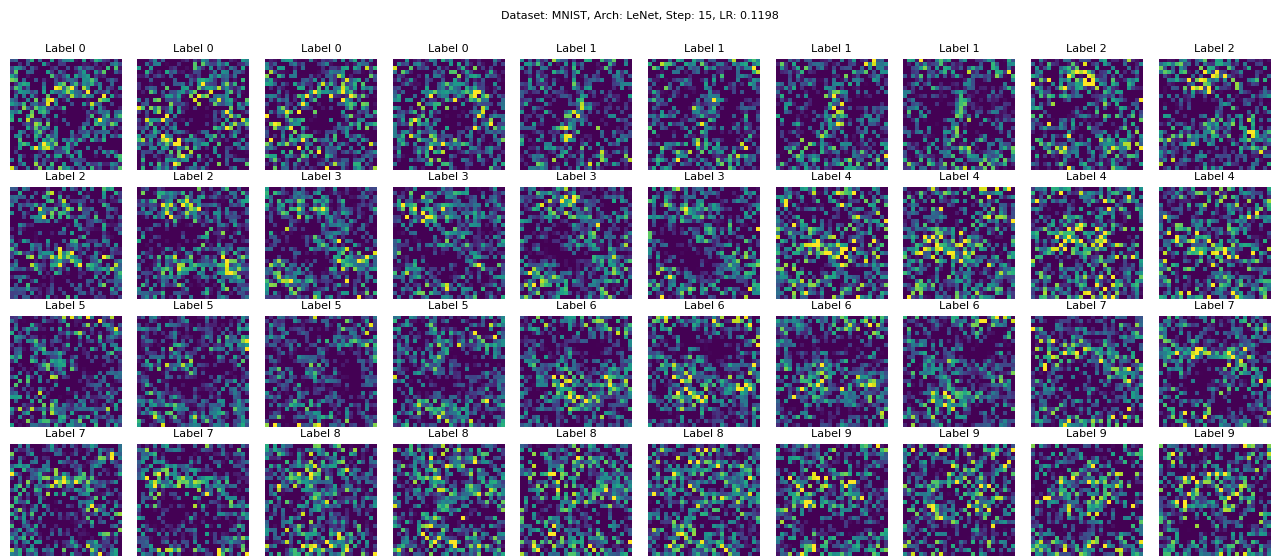 Dataset: MNIST, Arch: LeNet, Step: 15, LR: 0.1198
Label 0 Label 0 Label 0 Label 0 Label 1 Label 1 Label 1 Label 1 Label 2 Label 2
Label 2 Label 2 Label 3 Label 3 Label 3 Label 3 Label 4 Label 4 Label 4 Label 4
Label 5 Label 5 Label 5 Label 5 Label 6 Label 6 Label 6 Label 6 Label 7 Label 7
Label 7 Label 7 Label 8 Label 8 Label 8 Label 8 Label 9 Label 9 Label 9 Label 9